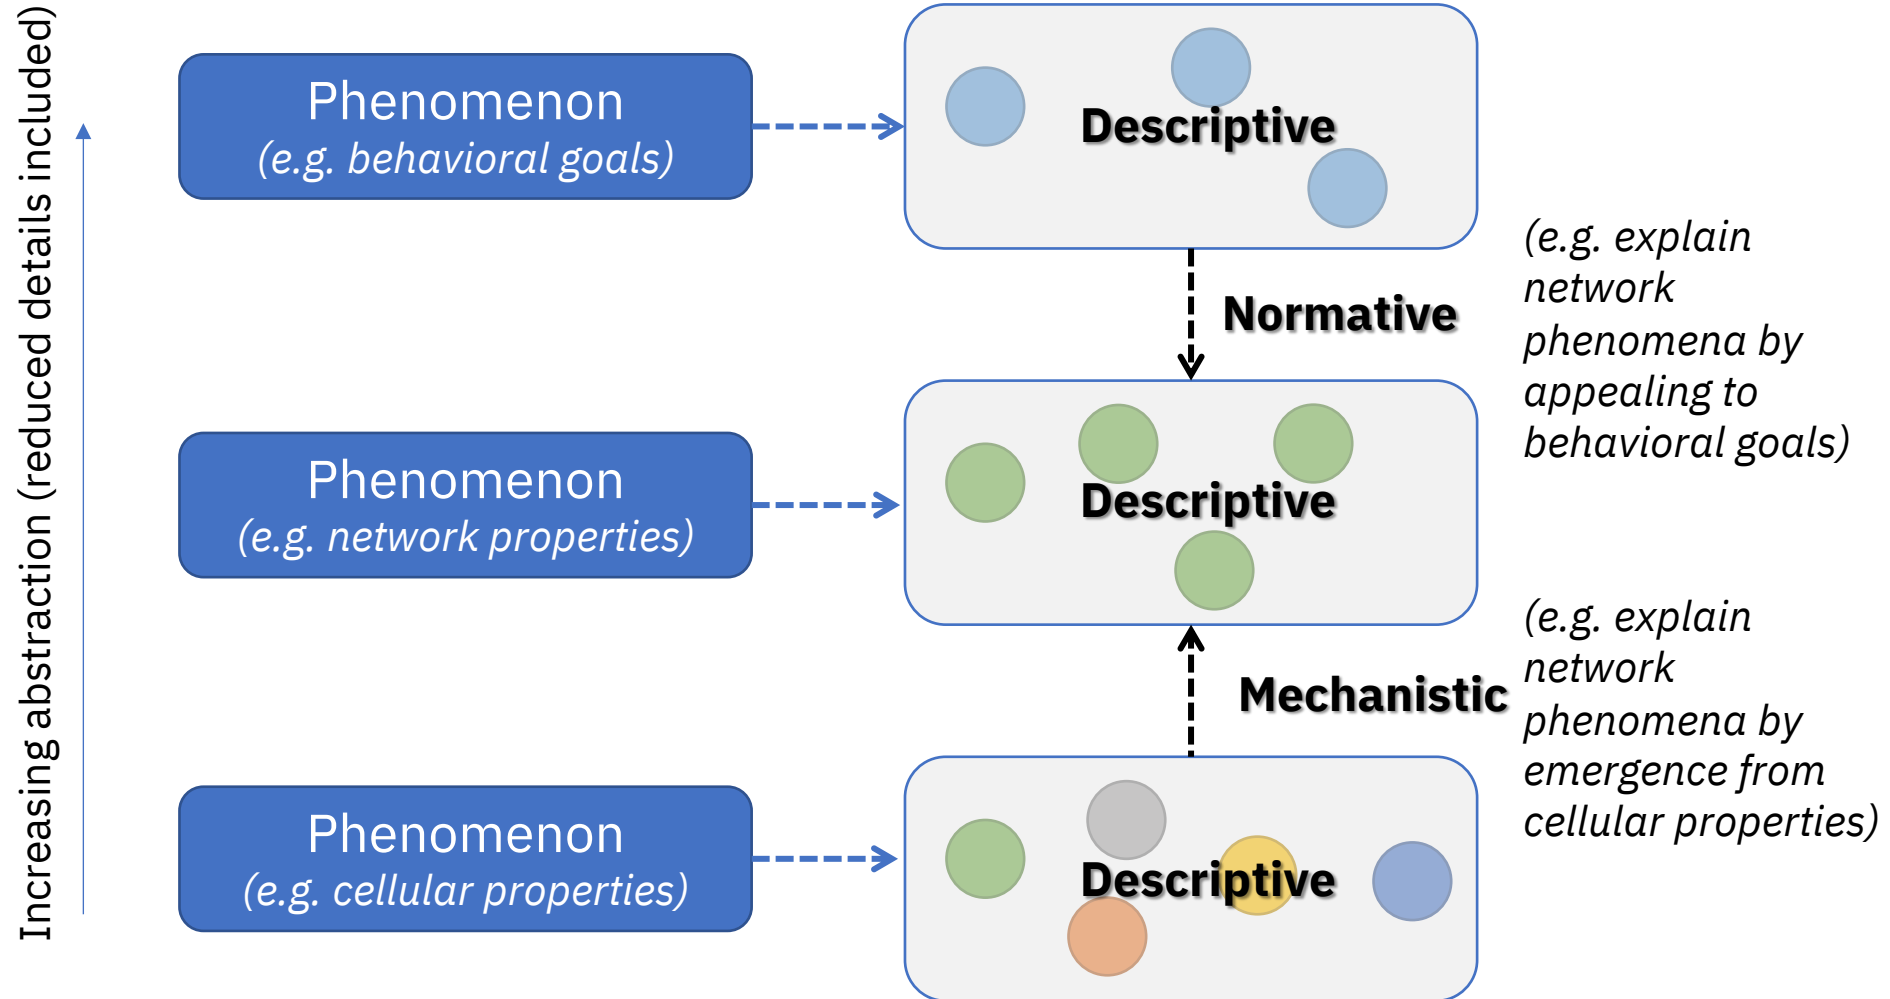 Increasing abstraction (reduced details included)
Phenomenon
(e.g. behavioral goals)
Descriptive
Normative
(e.g. explain
network
phenomena by
appealing to
behavioral goals)
Phenomenon
(e.g. network properties)
Descriptive
Mechanistic
(e.g. explain
network
phenomena by
emergence from
cellular properties)
Phenomenon
(e.g. cellular properties)
Descriptive